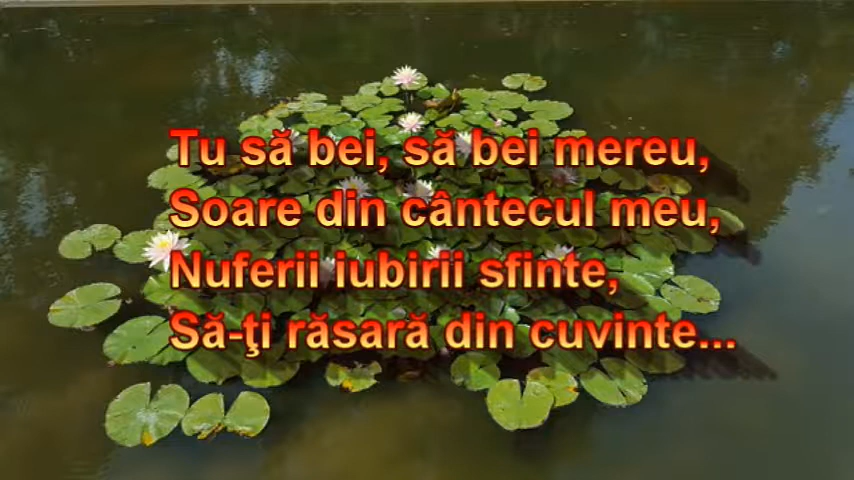 Tu să bei, să bei mereu,
Soare din cântecul meu,
Nuferii iubirii sfinte,
Să-ţi răsară din cuvinte...